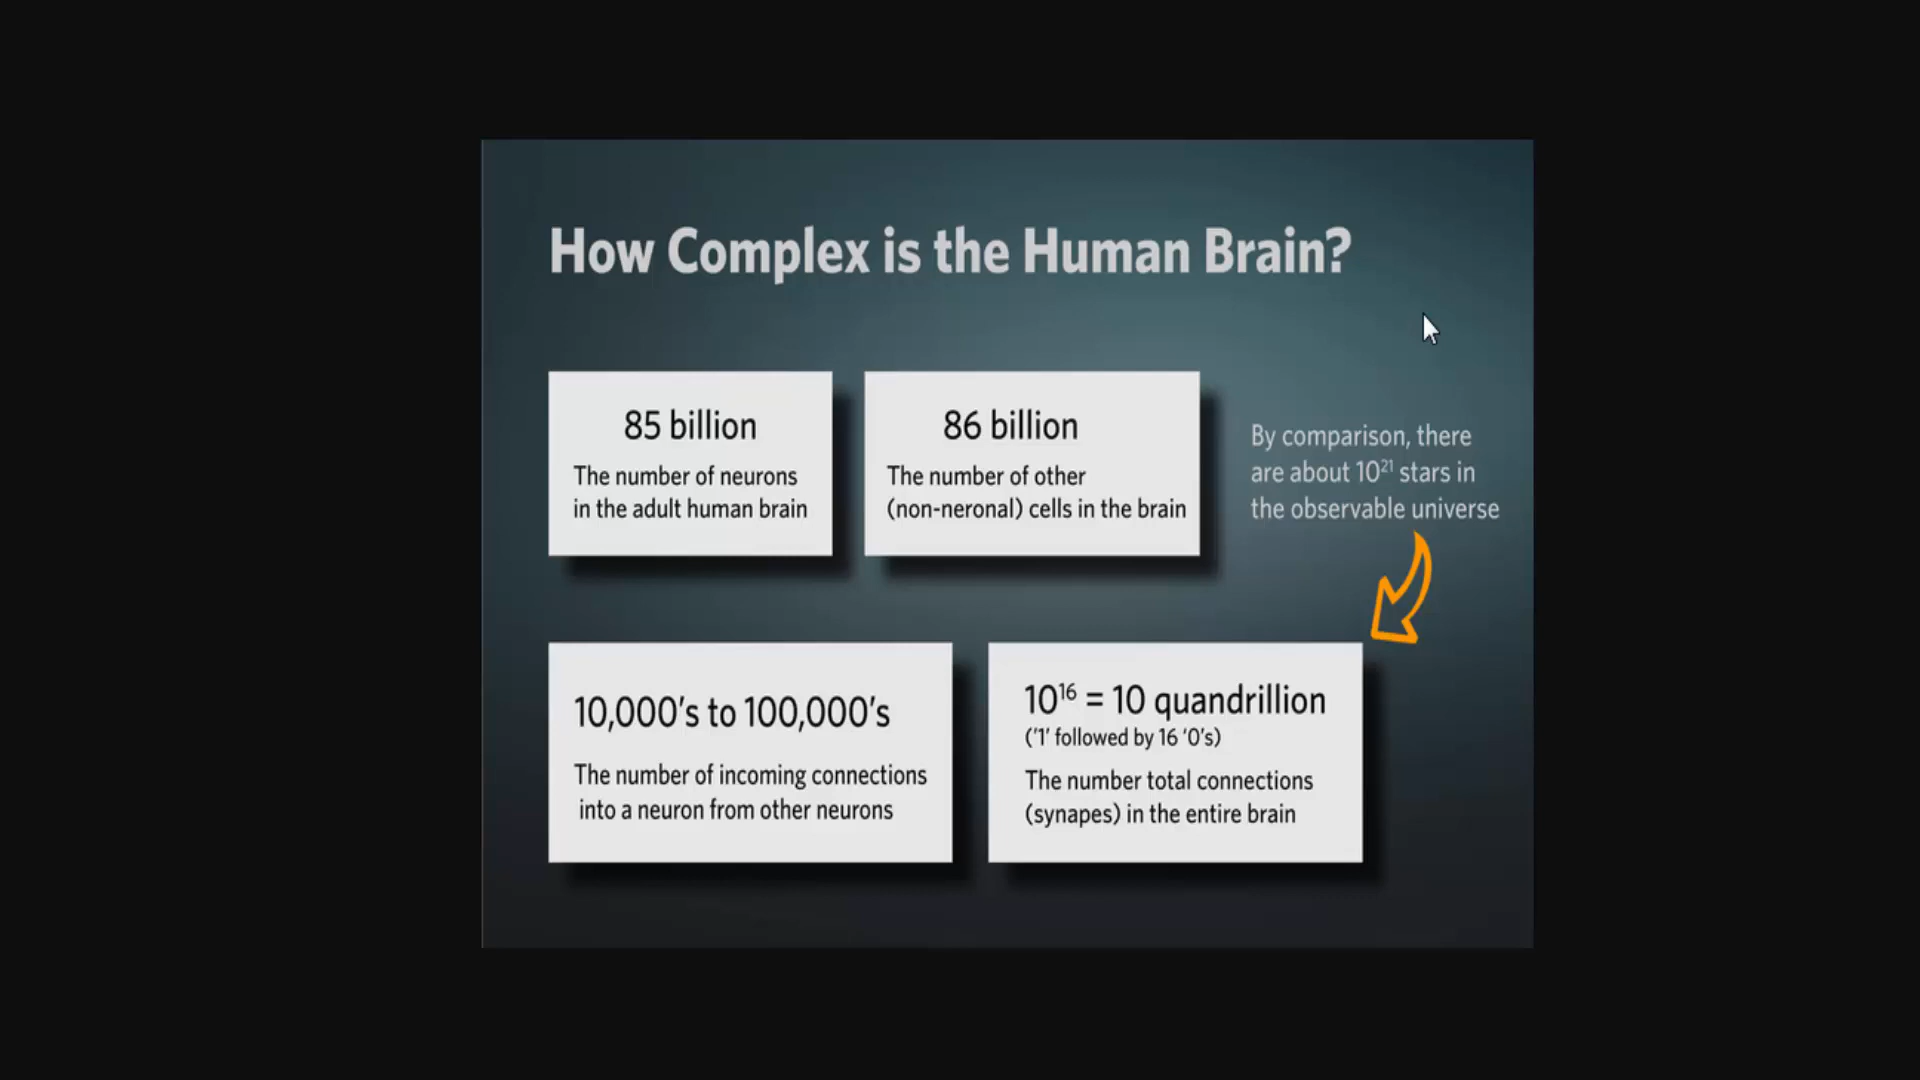 How Complex is the Human Brain?
85 billion
The number of neurons
in the adult human brain
86 billion
The number of other
(non-neronal) cells in the brain
By comparison, there
are about 10²¹ stars in
the observable universe
10,000's to 100,000's
The number of incoming connections
into a neuron from other neurons
10¹⁶ = 10 quandrillion
('1' followed by 16 '0's)
The number total connections
(synapes) in the entire brain